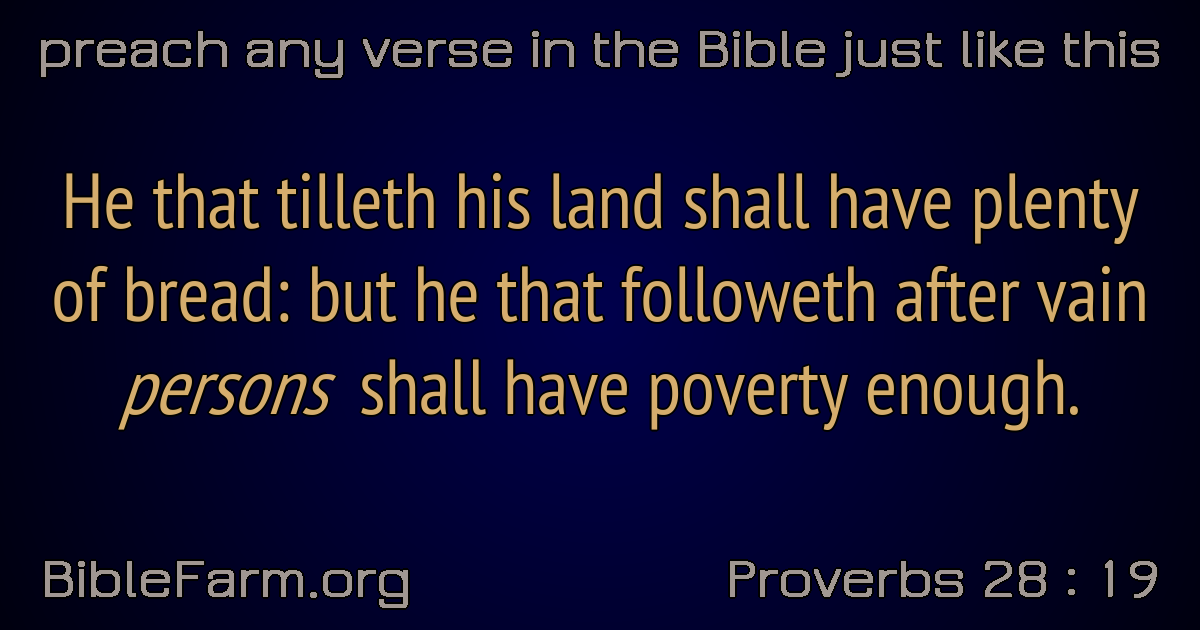 preach any verse in the Bible just like this
He that tilleth his land shall have plenty
of bread: but he that followeth after vain
persons shall have poverty enough.
BibleFarm.org
Proverbs 28 : 19